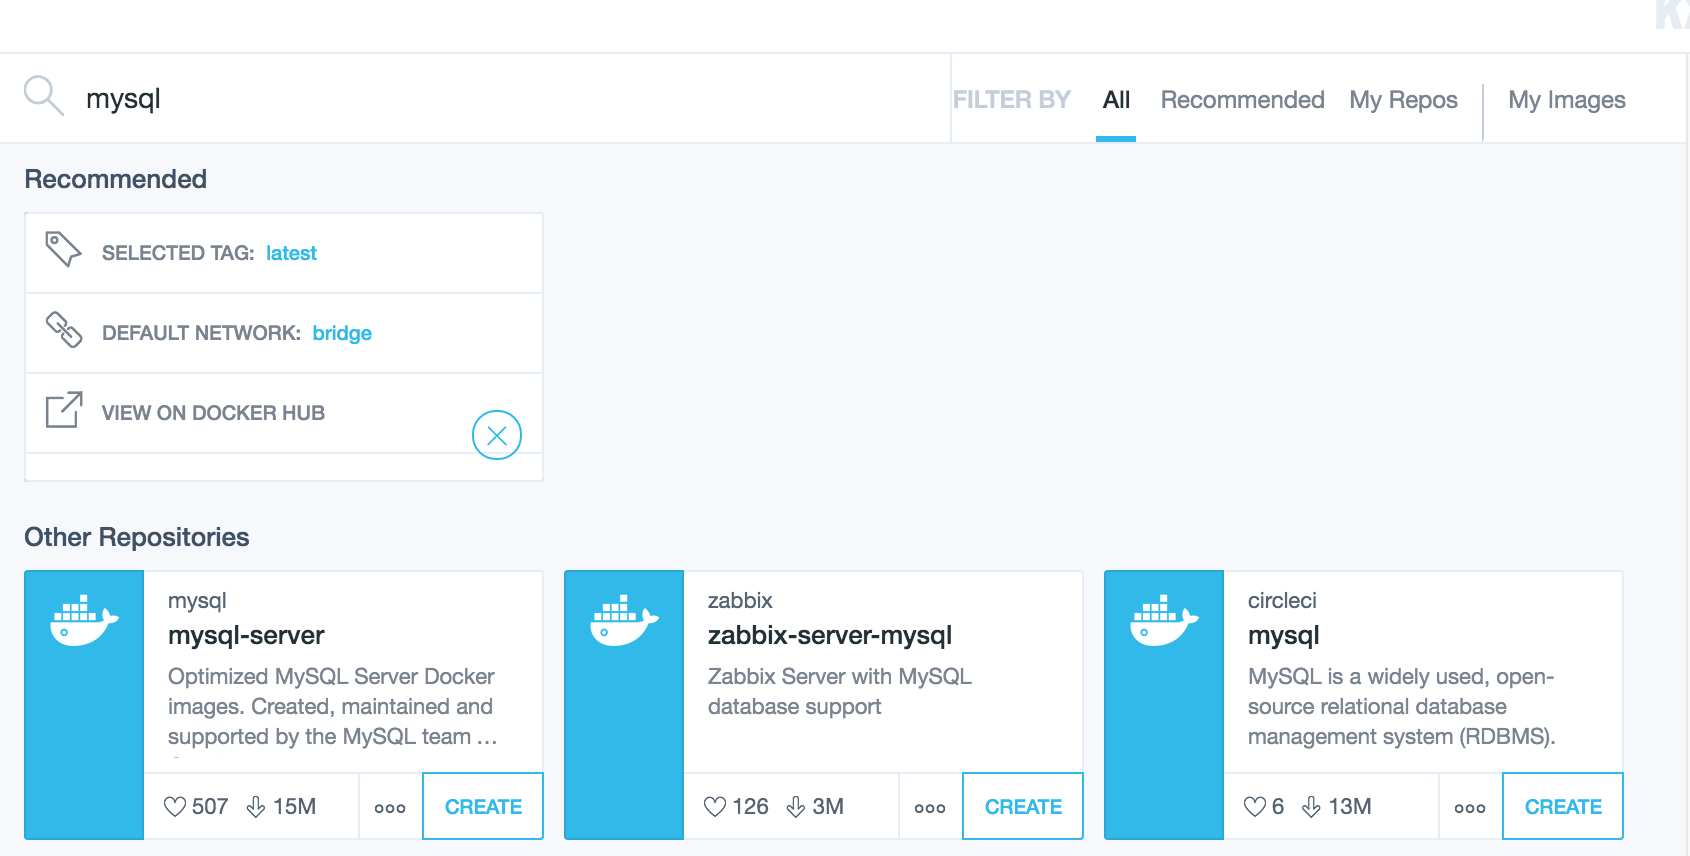 mysql
FILTER BY All Recommended My Repos My Images
Recommended
SELECTED TAG: latest
DEFAULT NETWORK: bridge
VIEW ON DOCKER HUB
Other Repositories
mysql
mysql-server
Optimized MySQL Server Docker
images. Created, maintained and
supported by the MySQL team ...
507 15M
CREATE
zabbix
zabbix-server-mysql
Zabbix Server with MySQL
database support
126 3M
CREATE
circleci
mysql
MySQL is a widely used, open-
source relational database
management system (RDBMS).
6 13M
CREATE